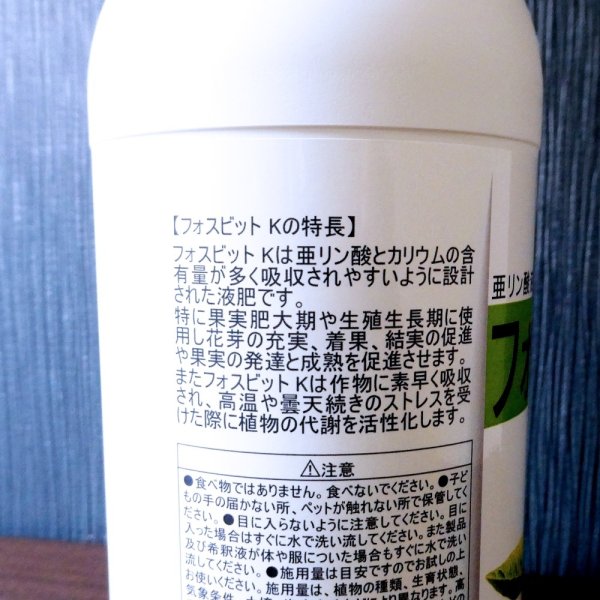 【フォスビット Kの特長】
フォスビット Kは亜リン酸とカリウムの含
有量が多く吸収されやすいように設計
された液肥です。
特に果実肥大期や生殖生長期に使
用し花芽の充実、着果、結実の促進
や果実の発達と成熟を促進させます。
またフォスビット Kは作物に素早く吸収
され、高温や曇天続きのストレスを受
けた際に植物の代謝を活性化します。
⚠注意
●食べ物ではありません。食べないでください。●子ど
もの手の届かない所、ペットが触れない所で保管してく
ださい。●目に入らないように注意してください。目に
入った場合はすぐに水で洗い流してください。また製品
及び希釈液が体や服についた場合もすぐに水で洗い
流してください。●施用量は目安ですのでお試しの上
お使いください。施用量は、植物の種類、生育状態、
気象条件、
亜リン酸
フォ